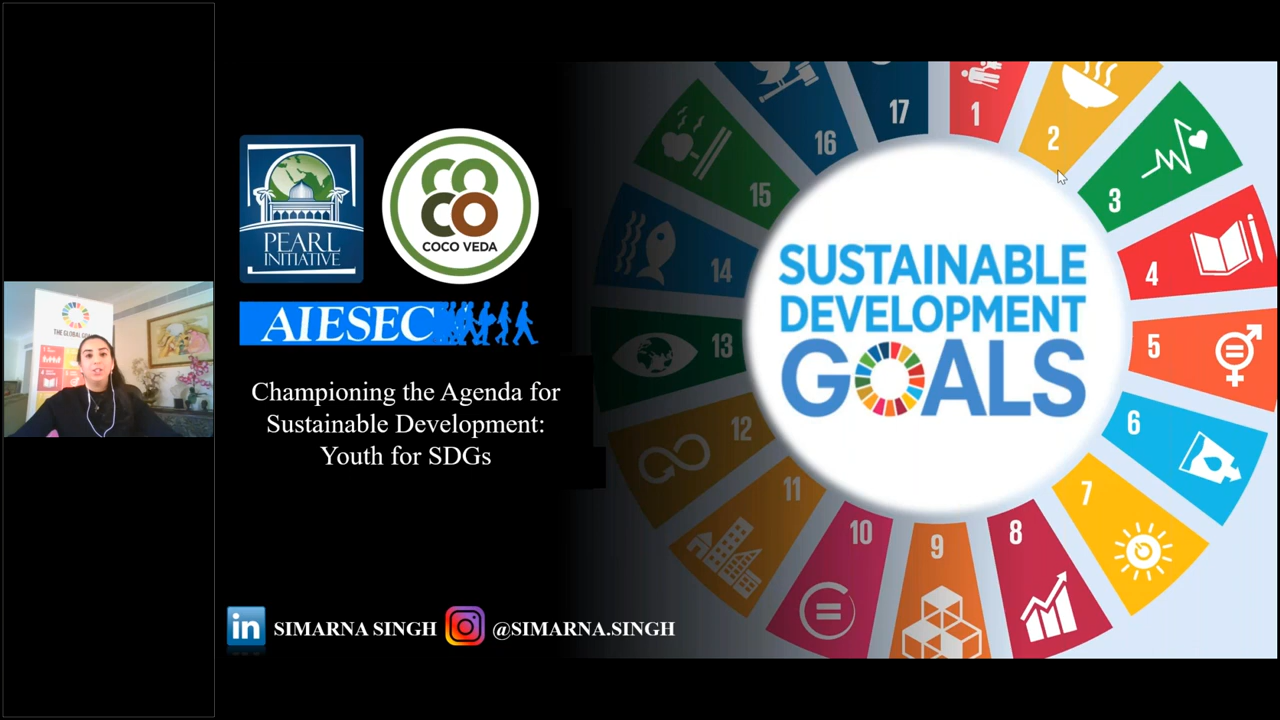 PEARL
INITIATIVE
COCO
COCO VEDA
AIESEC
Championing the Agenda for
Sustainable Development:
Youth for SDGs
in SIMARNA SINGH @SIMARNA.SINGH
SUSTAINABLE
DEVELOPMENT
GOALS
1
2
3
4
5
6
7
8
9
10
11
12
13
14
15
16
17